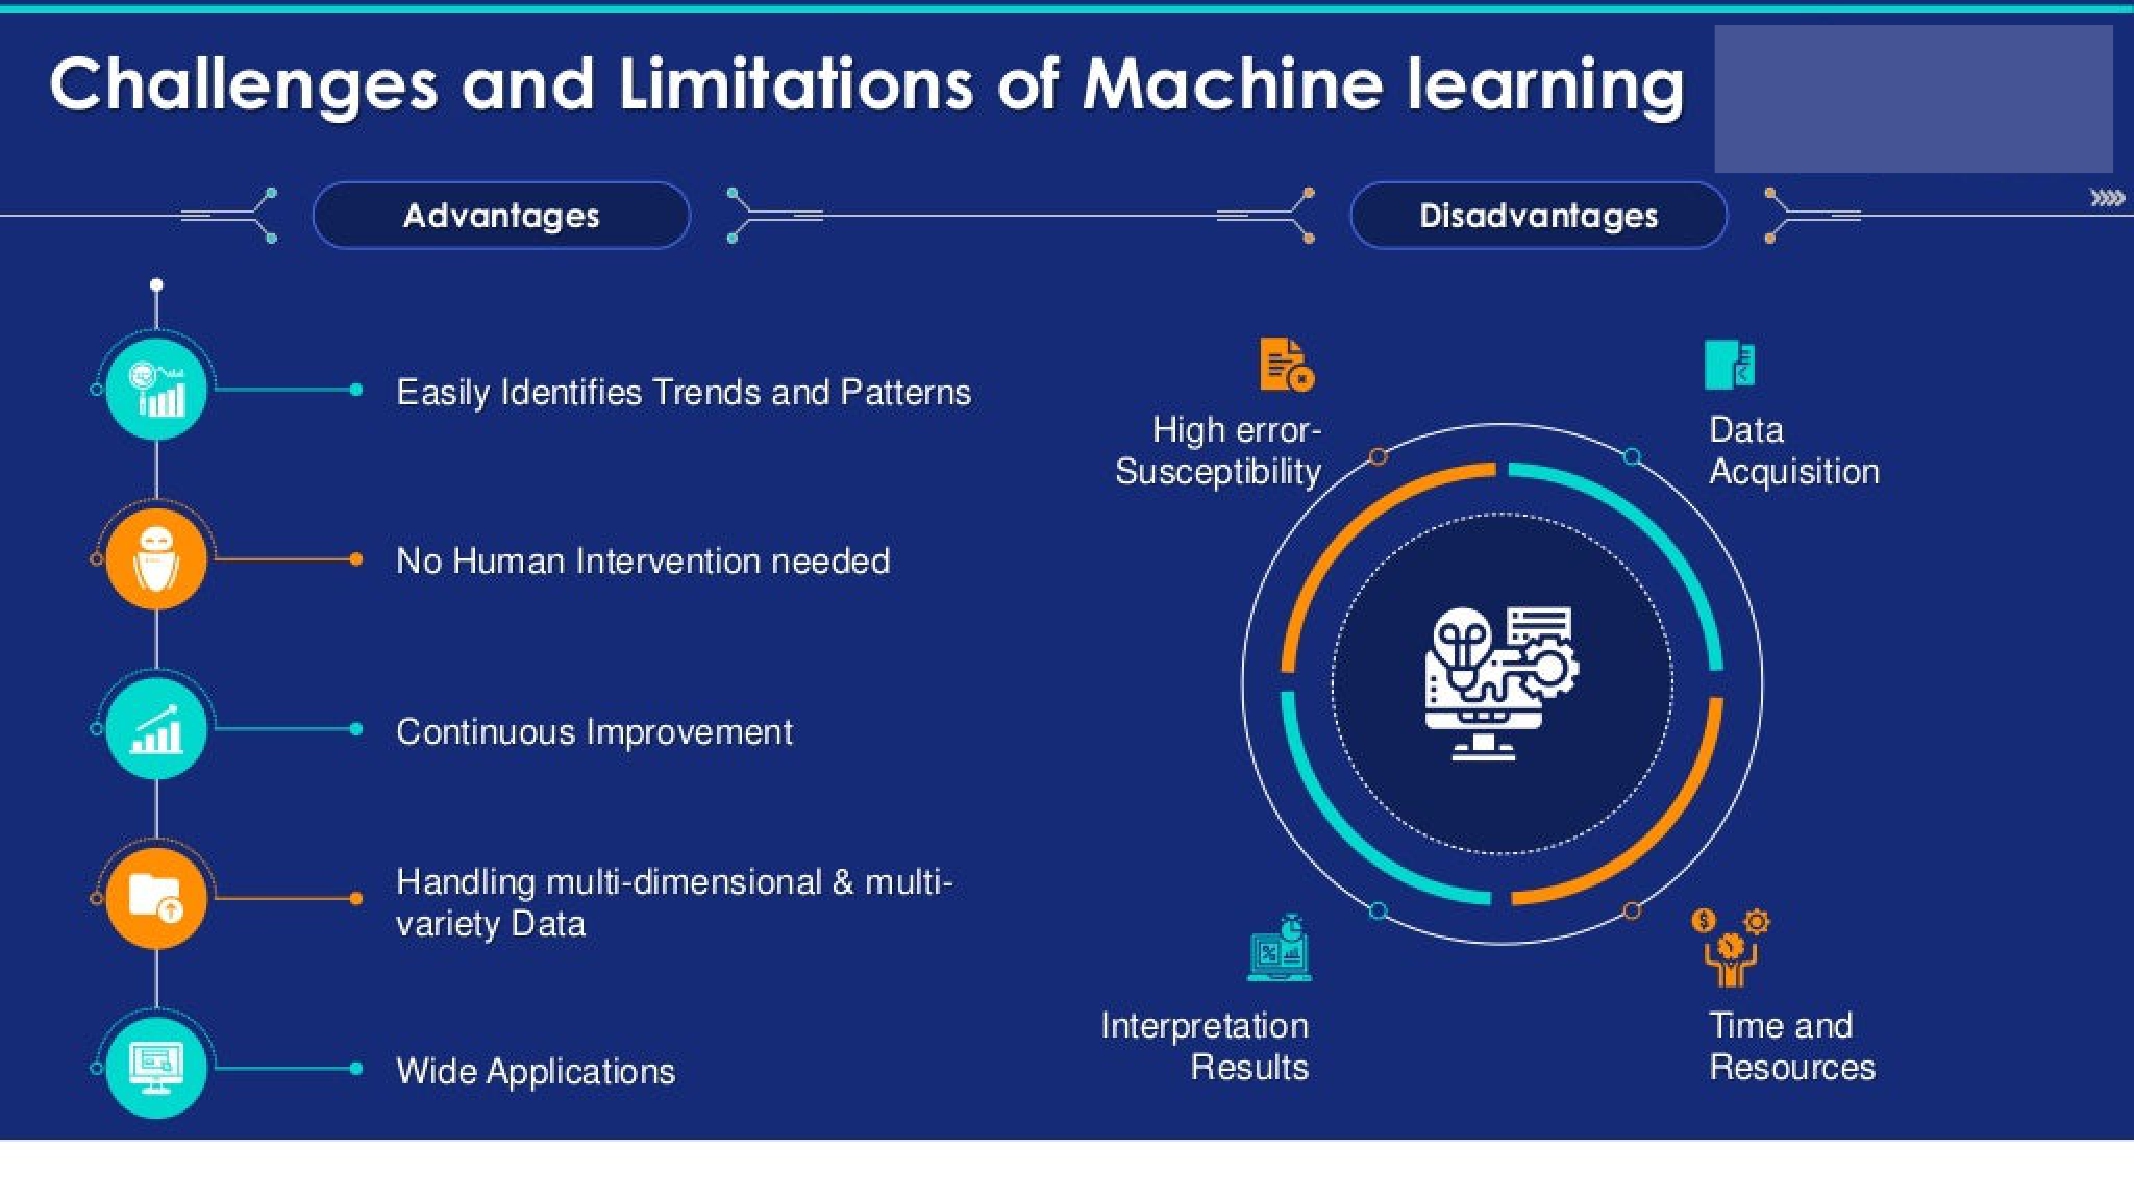 Challenges and Limitations of Machine learning
Advantages
Easily Identifies Trends and Patterns
No Human Intervention needed
Continuous Improvement
Handling multi-dimensional & multi-
variety Data
Wide Applications
Disadvantages
High error-
Susceptibility
Data
Acquisition
Interpretation
Results
Time and
Resources